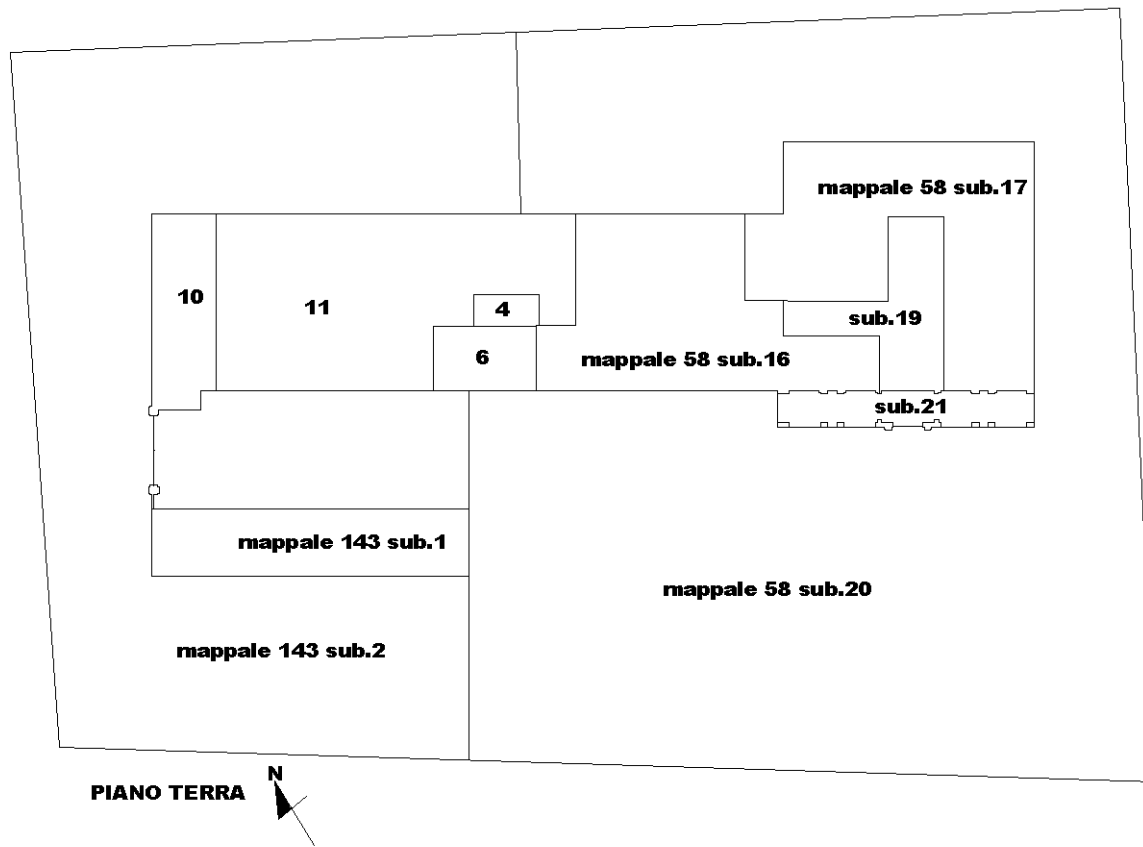 mappale 58 sub.17
10
11
4
sub.19
6
mappale 58 sub.16
sub.21
mappale 143 sub.1
mappale 58 sub.20
mappale 143 sub.2
N
PIANO TERRA